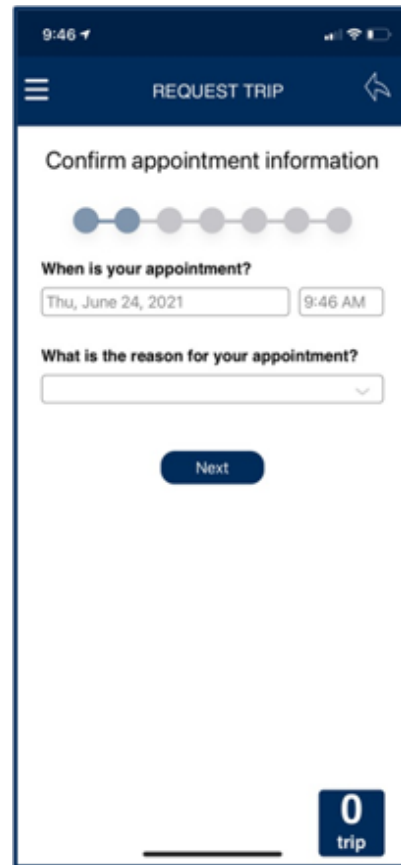 9:46
REQUEST TRIP
Confirm appointment information
When is your appointment?
Thu, June 24, 2021 9:46 AM
What is the reason for your appointment?
Next
0
trip